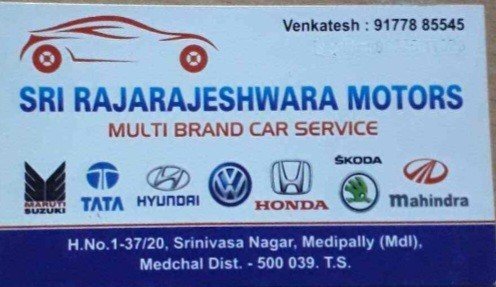 Venkatesh : 91778 85545
SRI RAJARAJESHWARA MOTORS
MULTI BRAND CAR SERVICE
MARUTI
SUZUKI
TATA
HYUNDAI
HONDA
ŠKODA
Mahindra
H.No.1-37/20, Srinivasa Nagar, Medipally (Mdl),
Medchal Dist. - 500 039. T.S.